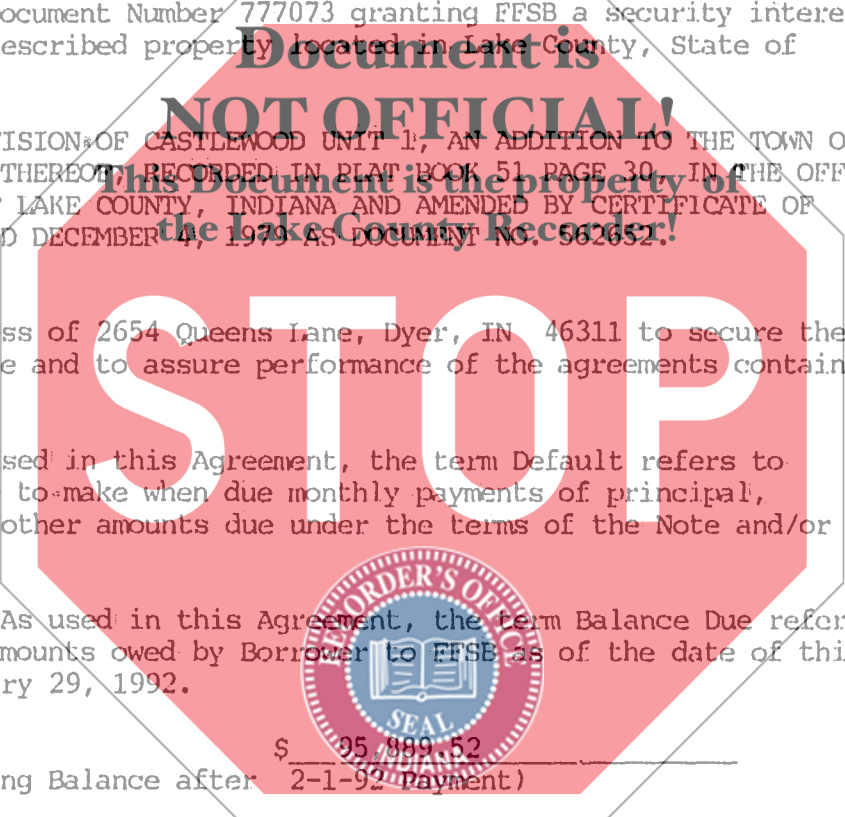 ocument Number 777073 granting FFSB a security intere
escribed property located in Lake County, State of
Document is
NOT OFFICIAL!
This Document is the property of
the Lake County Recorder!
ISION OF CASTLEWOOD UNIT 1, AN ADDITION TO THE TOWN O
THEREOF, RECORDED IN PLAT BOOK 51 PAGE 30, IN THE OFF
LAKE COUNTY, INDIANA AND AMENDED BY CERTIFICATE OF
D DECEMBER 4, 1979 AS DOCUMENT NO. 562652.
STOP
ss of 2654 Queens Lane, Dyer, IN 46311 to secure the
e and to assure performance of the agreements contain
sed in this Agreement, the term Default refers to
to make when due monthly payments of principal,
other amounts due under the terms of the Note and/or
As used in this Agreement, the term Balance Due refer
mounts owed by Borrower to FFSB as of the date of thi
ry 29, 1992.
RECORDER'S OFFICE
SEAL
INDIANA
$ 95,889.52
ng Balance after 2-1-92 Payment)